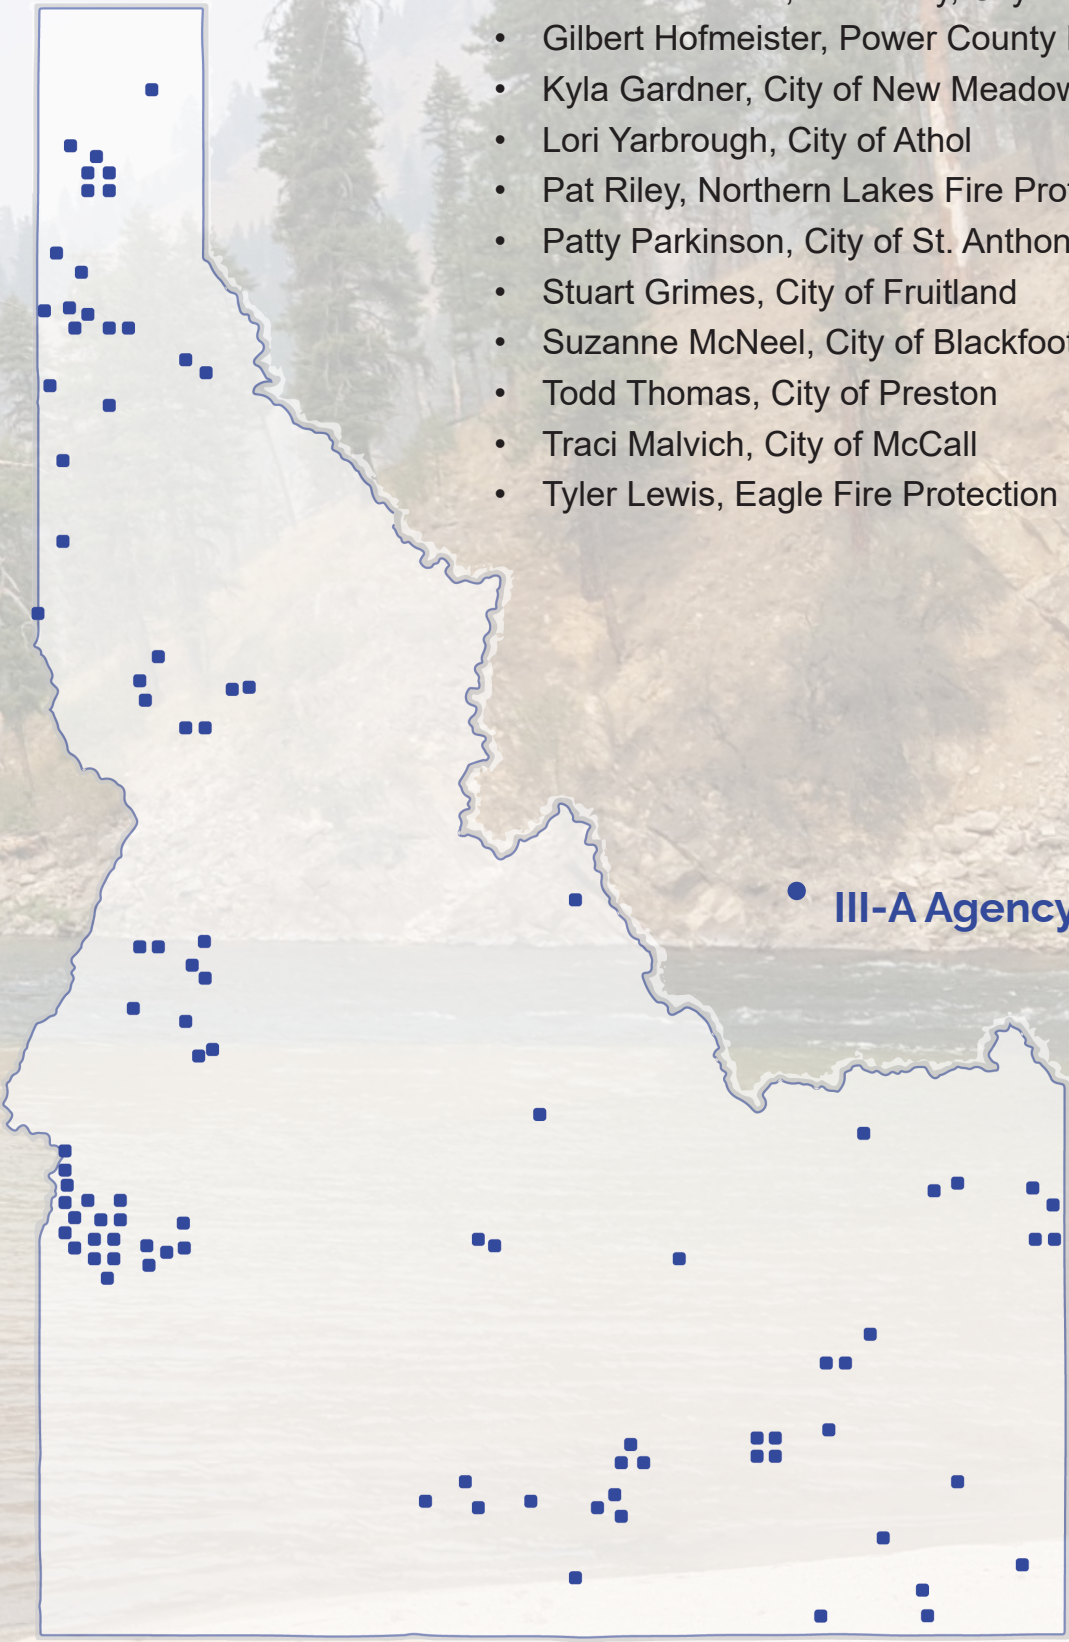 • Gilbert Hofmeister, Power County
• Kyla Gardner, City of New Meadow
• Lori Yarbrough, City of Athol
• Pat Riley, Northern Lakes Fire Prot
• Patty Parkinson, City of St. Anthon
• Stuart Grimes, City of Fruitland
• Suzanne McNeel, City of Blackfoot
• Todd Thomas, City of Preston
• Traci Malvich, City of McCall
• Tyler Lewis, Eagle Fire Protection
III-A Agency